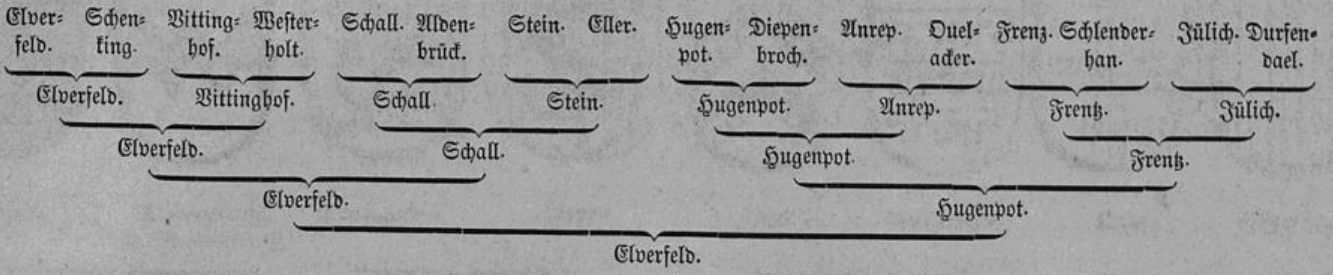 Elver= Schen= Vitting= Wester= Schall. Alden= Stein. Eller. Hugen= Diepen= Anrep. Quel= Frenz. Schlender= Jülich. Dursen=
feld. king. hof. holt. brück. pot. broch. acker. han. dael.
Elverfeld. Vittinghof. Schall. Stein. Hugenpot. Anrep. Frentz. Jülich.
Elverfeld. Schall. Hugenpot. Frentz.
Elverfeld. Hugenpot.
Elverfeld.